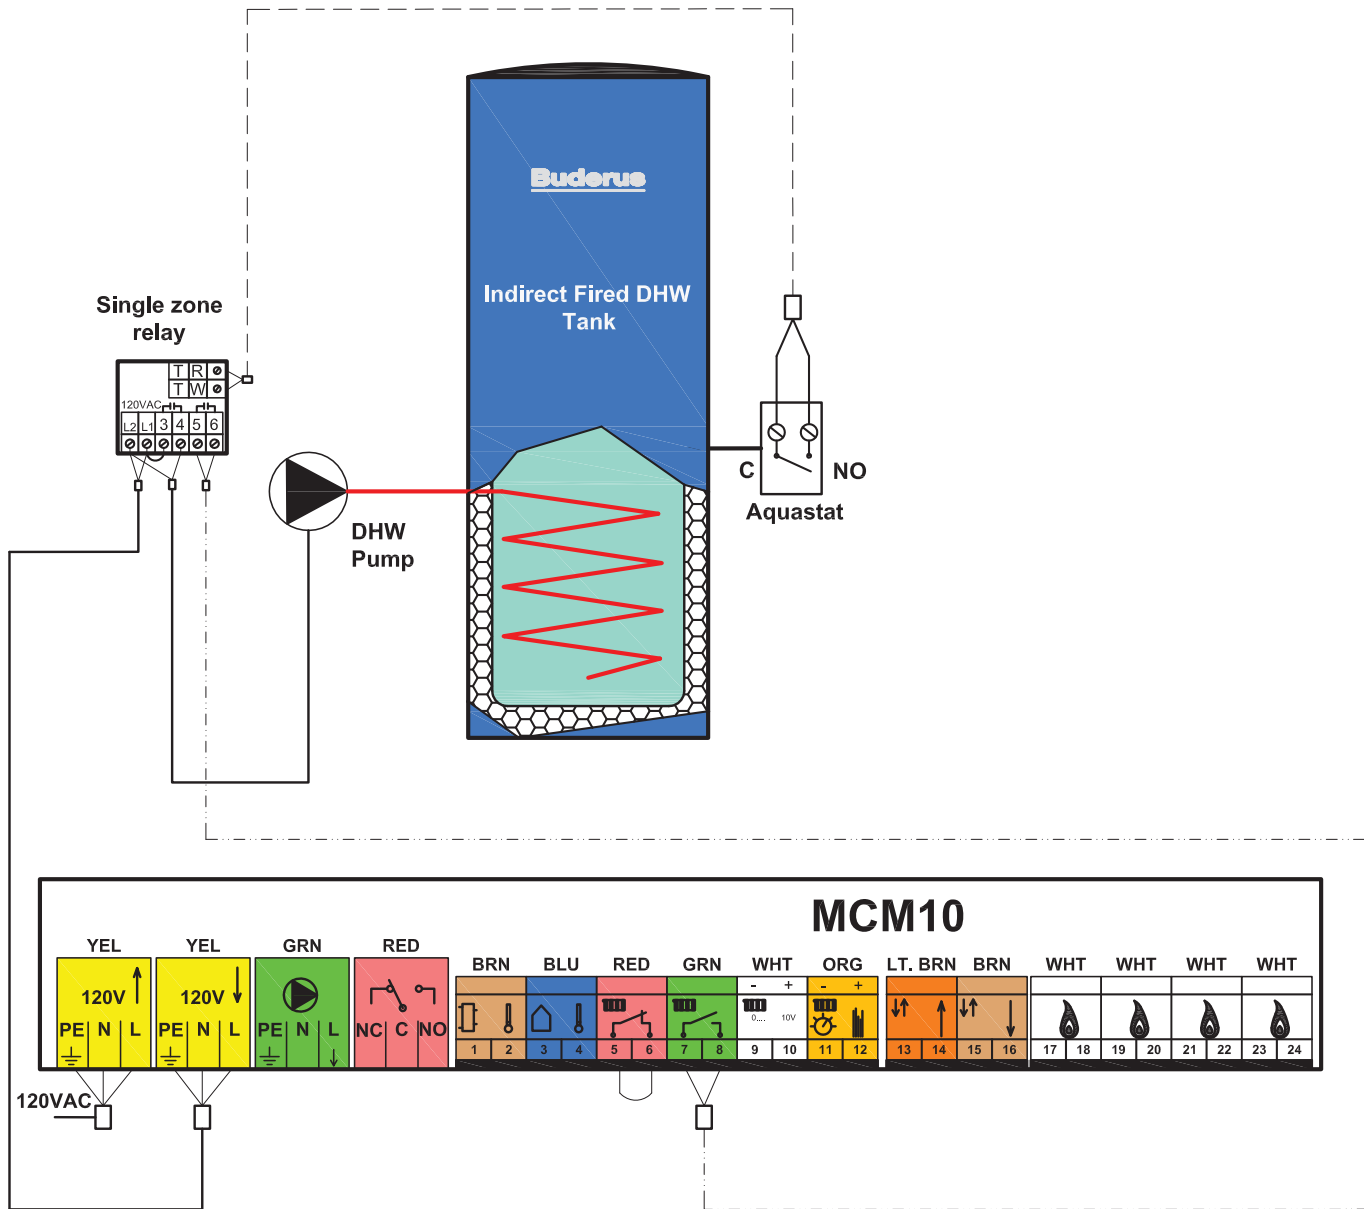 Buderus
Indirect Fired DHW
Tank
Single zone
relay
T R
T W
120VAC
L2 L1 3 4 5 6
DHW
Pump
C NO
Aquastat
MCM10
YEL YEL GRN RED BRN BLU RED GRN WHT ORG LT. BRN BRN WHT WHT WHT WHT
- + - +
120V 120V
0.... 10V
PE N L PE N L PE N L NC C NO
1 2 3 4 5 6 7 8 9 10 11 12 13 14 15 16 17 18 19 20 21 22 23 24
120VAC